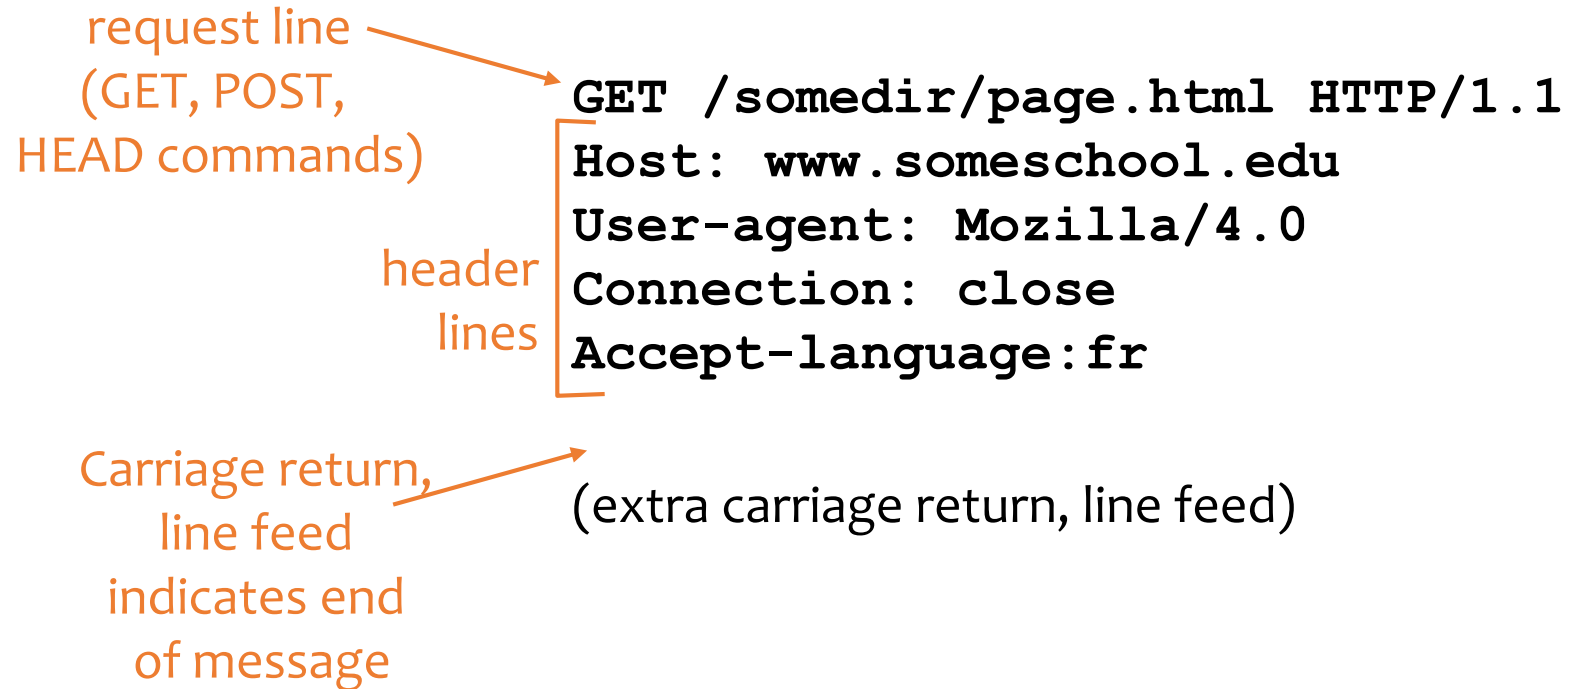 request line
(GET, POST,
HEAD commands)
GET /somedir/page.html HTTP/1.1
Host: www.someschool.edu
User-agent: Mozilla/4.0
Connection: close
Accept-language:fr
header
lines
Carriage return,
line feed
indicates end
of message
(extra carriage return, line feed)